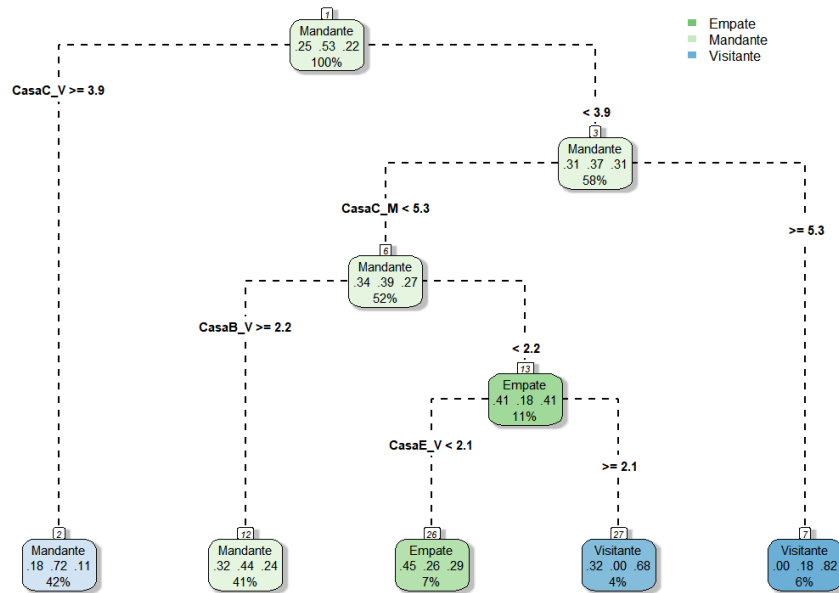 1
Mandante
.25 .53 .22
100%
Empate
Mandante
Visitante
CasaC_V >= 3.9
< 3.9
3
Mandante
.31 .37 .31
58%
CasaC_M < 5.3
>= 5.3
6
Mandante
.34 .39 .27
52%
CasaB_V >= 2.2
< 2.2
13
Empate
.41 .18 .41
11%
CasaE_V < 2.1
>= 2.1
2
Mandante
.18 .72 .11
42%
12
Mandante
.32 .44 .24
41%
26
Empate
.45 .26 .29
7%
27
Visitante
.32 .00 .68
4%
7
Visitante
.00 .18 .82
6%